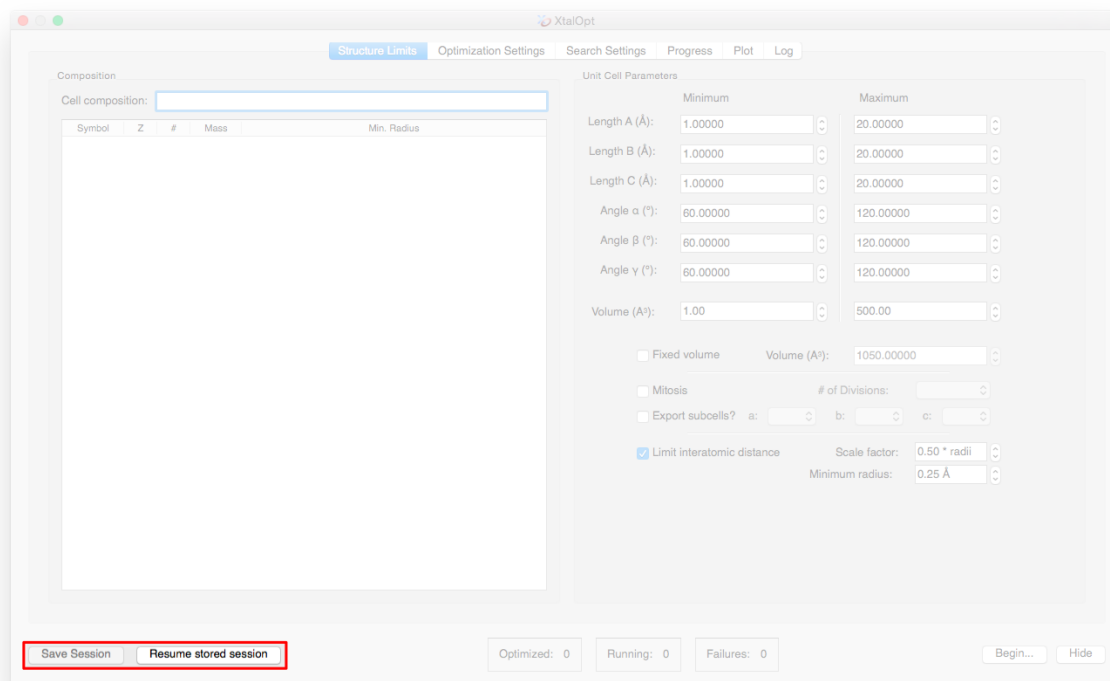 XtalOpt
Structure Limits Optimization Settings Search Settings Progress Plot Log
Composition
Cell composition:
Symbol Z # Mass Min. Radius
Unit Cell Parameters
Minimum Maximum
Length A (Å): 1.00000 20.00000
Length B (Å): 1.00000 20.00000
Length C (Å): 1.00000 20.00000
Angle α (°): 60.00000 120.00000
Angle β (°): 60.00000 120.00000
Angle γ (°): 60.00000 120.00000
Volume (A³): 1.00 500.00
Fixed volume Volume (A³): 1050.00000
Mitosis # of Divisions:
Export subcells? a: b: c:
Limit interatomic distance Scale factor: 0.50 * radii
Minimum radius: 0.25 Å
Save Session Resume stored session Optimized: 0 Running: 0 Failures: 0 Begin... Hide